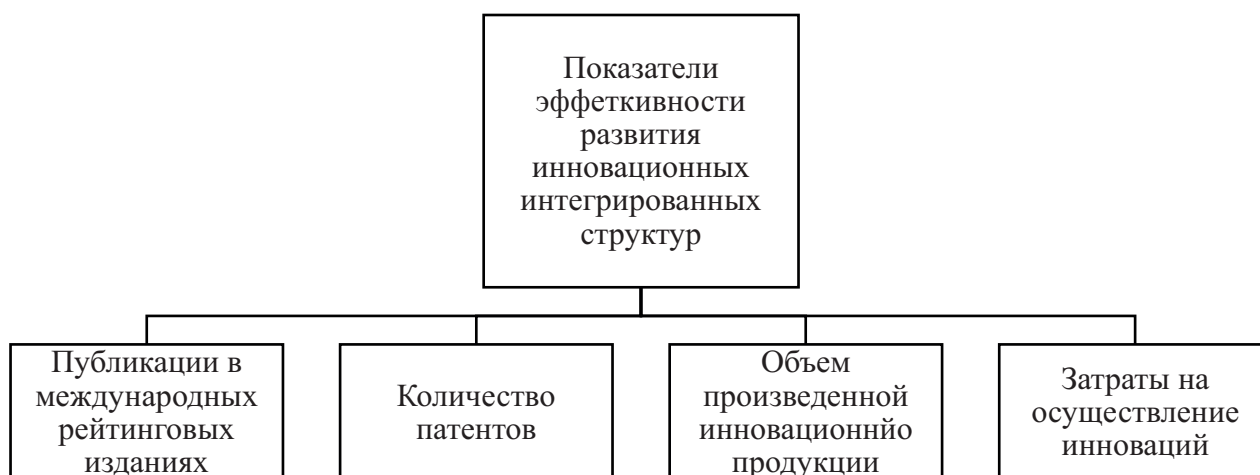 Показатели
эффеткивности
развития
инновационных
интегрированных
структур
Публикации в
международных
рейтинговых
изданиях
Количество
патентов
Объем
произведенной
инновационнйо
продукции
Затраты на
осуществление
инноваций